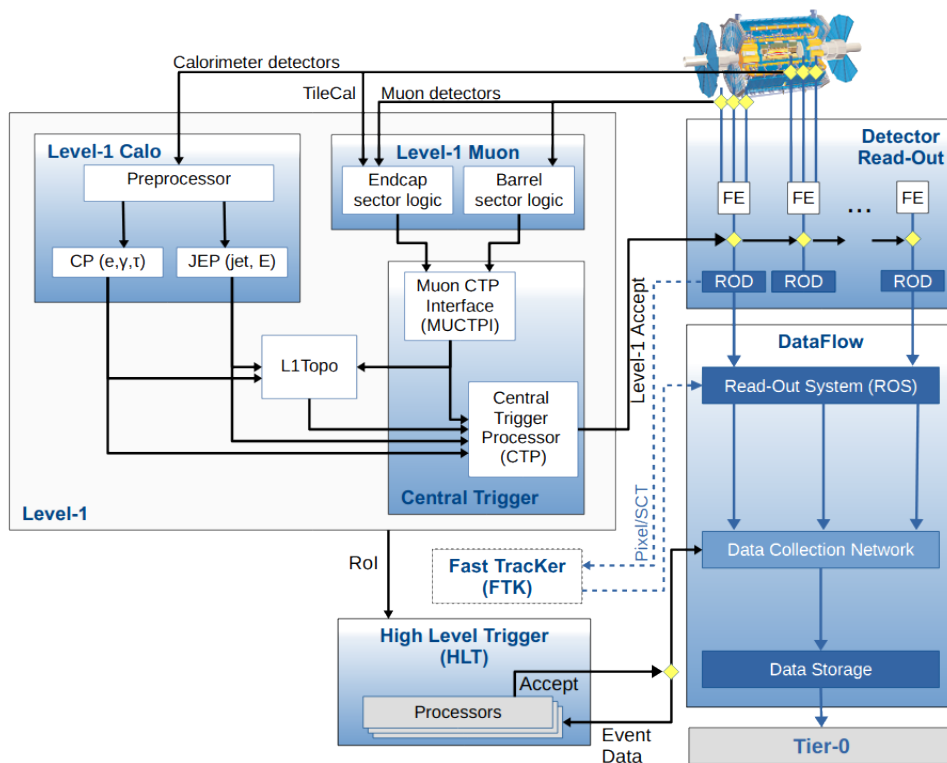 Calorimeter detectors
TileCal
Muon detectors
Level-1 Calo
Preprocessor
CP (e,γ,τ)
JEP (jet, E)
Level-1 Muon
Endcap
sector logic
Barrel
sector logic
Detector
Read-Out
FE
FE
FE
...
ROD
ROD
ROD
Muon CTP
Interface
(MUCTPI)
L1Topo
Central
Trigger
Processor
(CTP)
Central Trigger
Level-1
Level-1 Accept
DataFlow
Read-Out System (ROS)
Pixel/SCT
Data Collection Network
RoI
Fast TracKer
(FTK)
High Level Trigger
(HLT)
Accept
Processors
Event
Data
Data Storage
Tier-0